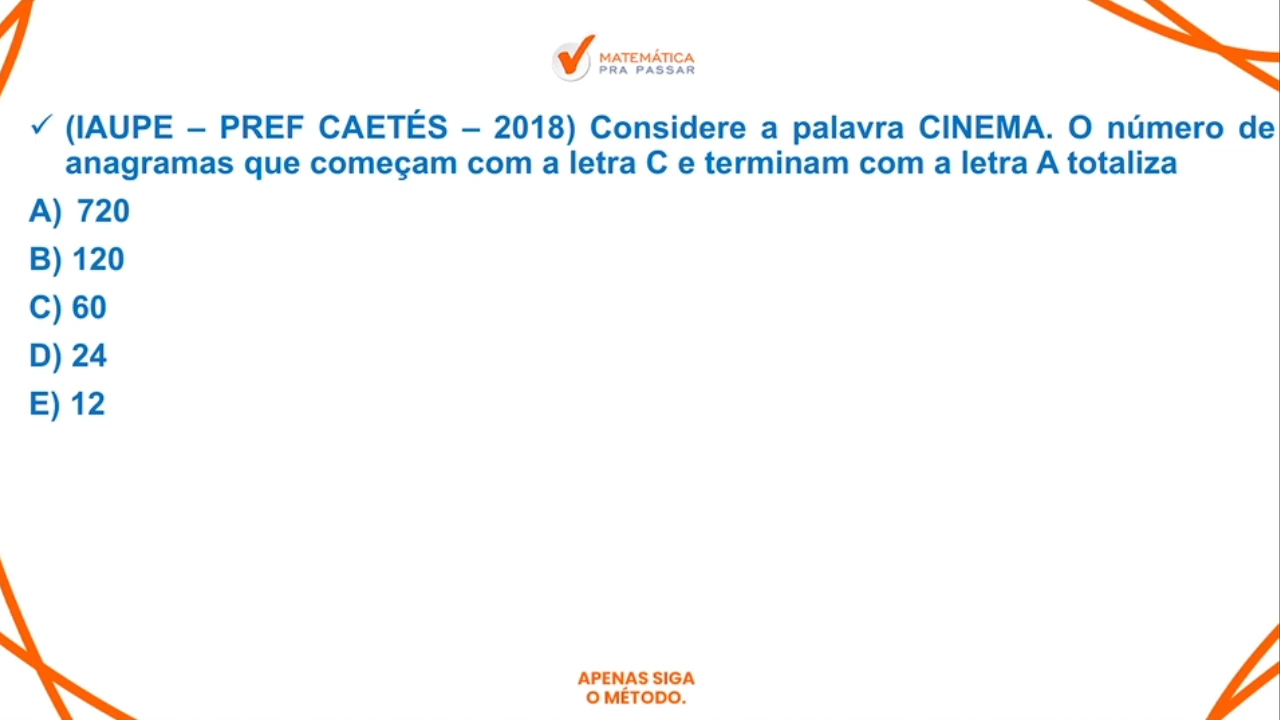 MATEMÁTICA
PRA PASSAR
✓ (IAUPE – PREF CAETÉS – 2018) Considere a palavra CINEMA. O número de
anagramas que começam com a letra C e terminam com a letra A totaliza
A) 720
B) 120
C) 60
D) 24
E) 12
APENAS SIGA
O MÉTODO.